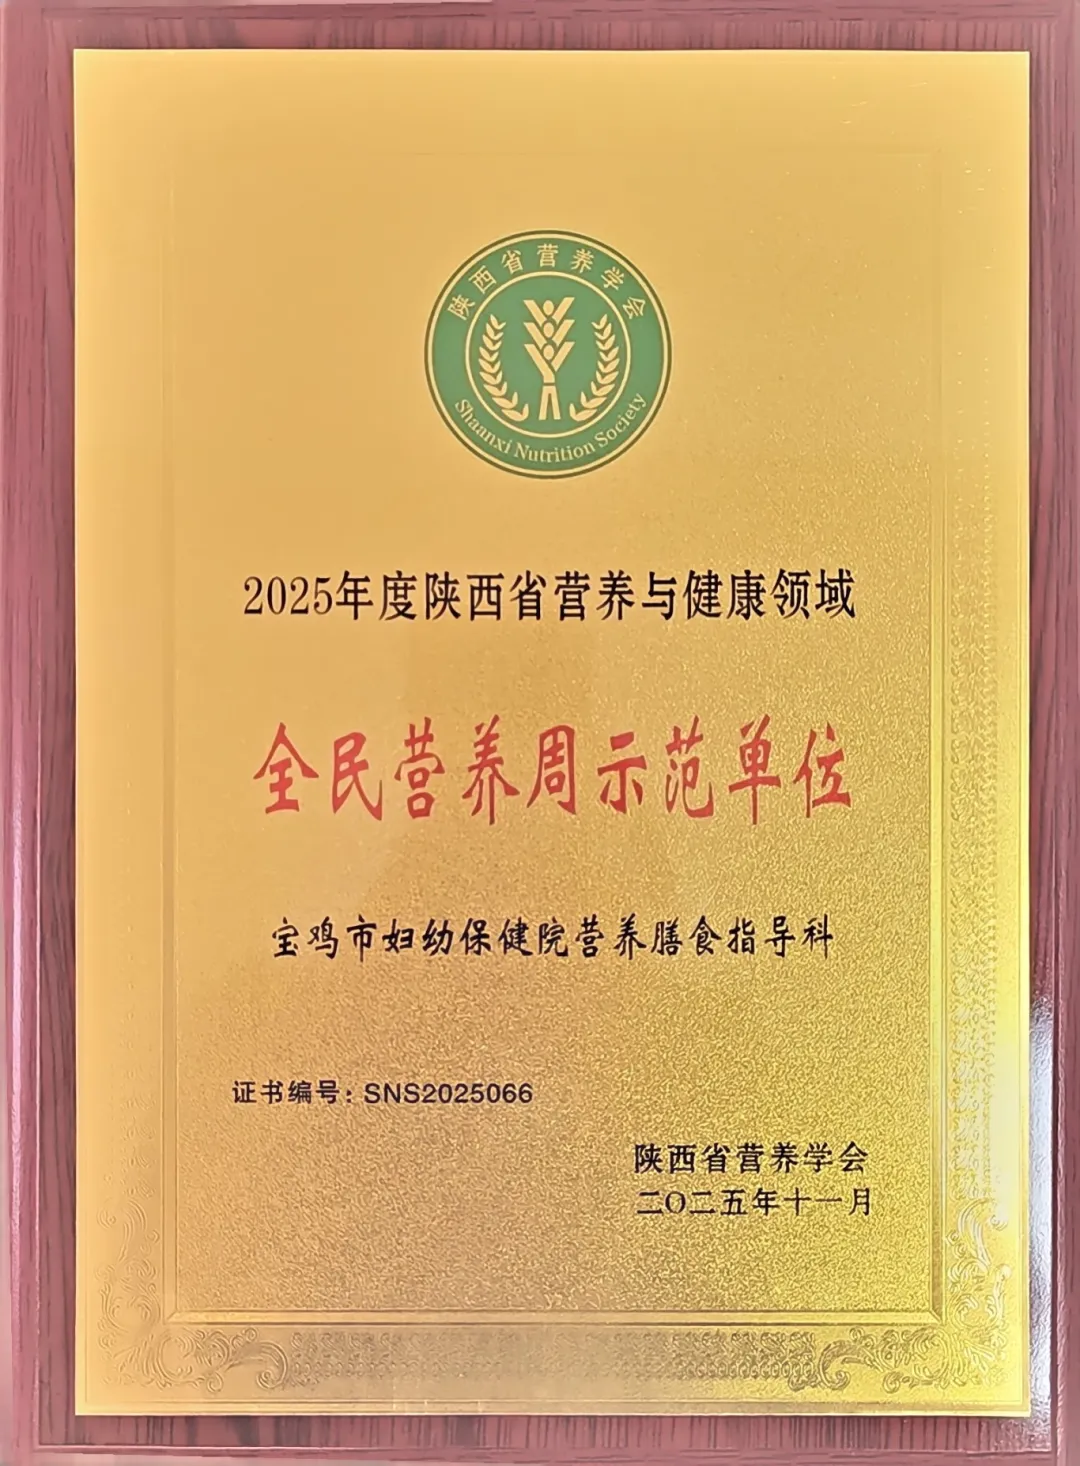 陕西省营养学会
Shaanxi Nutrition Society
2025年度陕西省营养与健康领域
全民营养周示范单位
宝鸡市妇幼保健院营养膳食指导科
证书编号：SNS2025066
陕西省营养学会
二〇二五年十一月